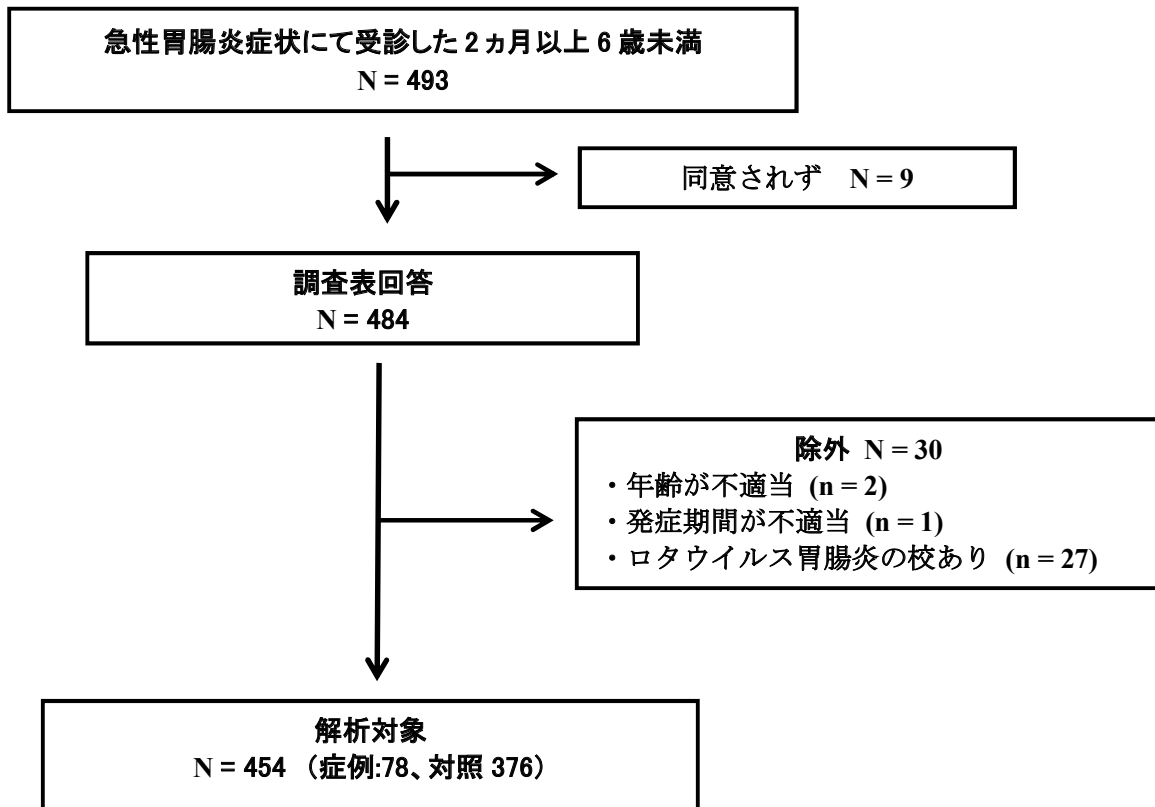 急性胃腸炎症状にて受診した 2 ヵ月以上 6 歳未満
N = 493
同意されず　N = 9
調査表回答
N = 484
除外 N = 30
・年齢が不適当 (n = 2)
・発症期間が不適当 (n = 1)
・ロタウイルス胃腸炎の校あり (n = 27)
解析対象
N = 454 （症例:78、対照 376）